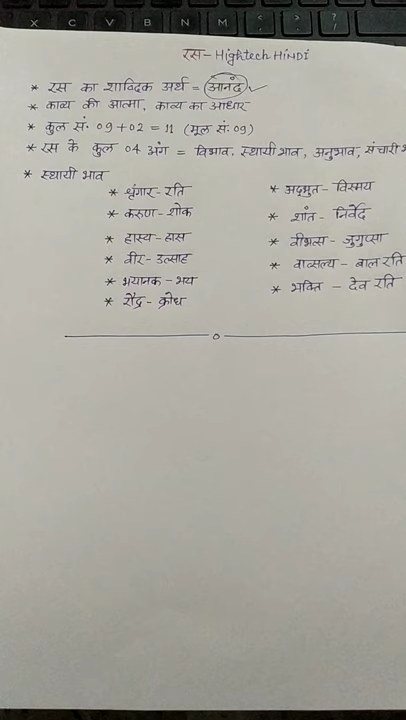 X C V B N M < , > . ? /
रस - Hightech HINDI
* रस का शाब्दिक अर्थ = आनंद ✓
* काव्य की आत्मा, काव्य का आधार
* कुल सं. 09 + 02 = 11 (मूल सं. 09)
* रस के कुल 04 अंग = विभाव, स्थायी भाव, अनुभाव, संचारी
* स्थायी भाव
* श्रृंगार - रति
* करुण - शोक
* हास्य - हास
* वीर - उत्साह
* भयानक - भय
* रौद्र - क्रोध
* अद्भुत - विस्मय
* शांत - निर्वेद
* वीभत्स - जुगुप्सा
* वात्सल्य - बाल रति
* भक्ति - देव रति